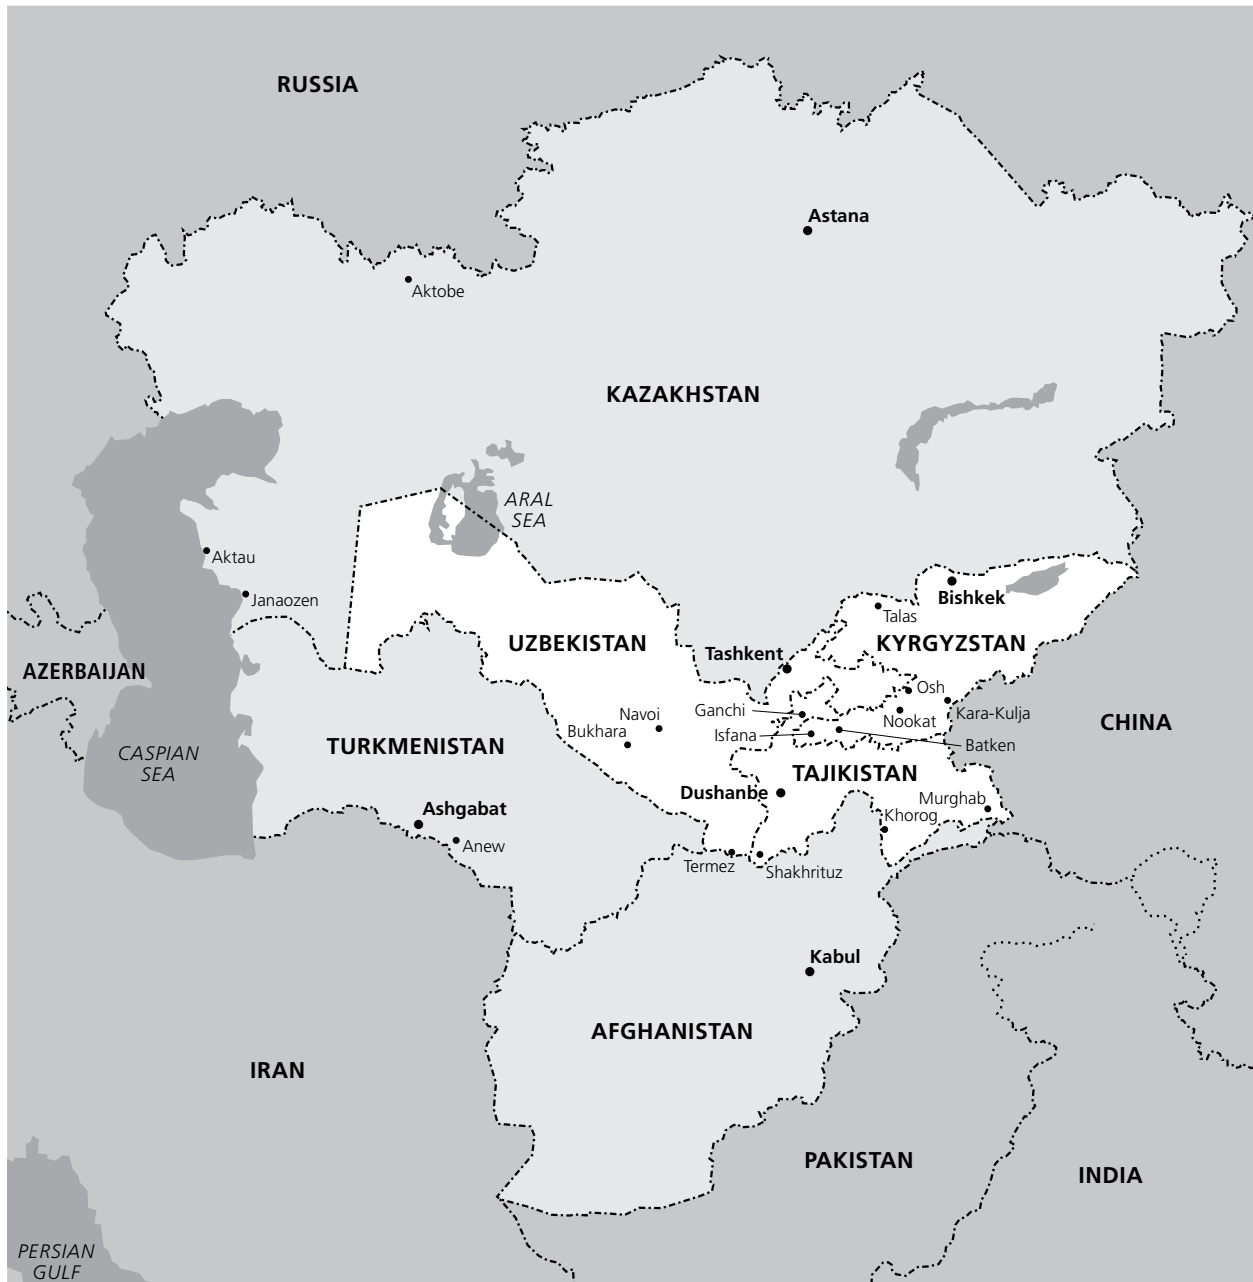 RUSSIA
Astana
Aktobe
KAZAKHSTAN
ARAL
SEA
Aktau
Janaozen
Bishkek
Talas
UZBEKISTAN
KYRGYZSTAN
Tashkent
AZERBAIJAN
Osh
Ganchi
Navoi
Nookat
Kara-Kulja
CHINA
Bukhara
Isfana
TURKMENISTAN
Batken
CASPIAN
SEA
TAJIKISTAN
Dushanbe
Murghab
Ashgabat
Khorog
Anew
Termez
Shakhrituz
Kabul
AFGHANISTAN
IRAN
PAKISTAN
INDIA
PERSIAN
GULF